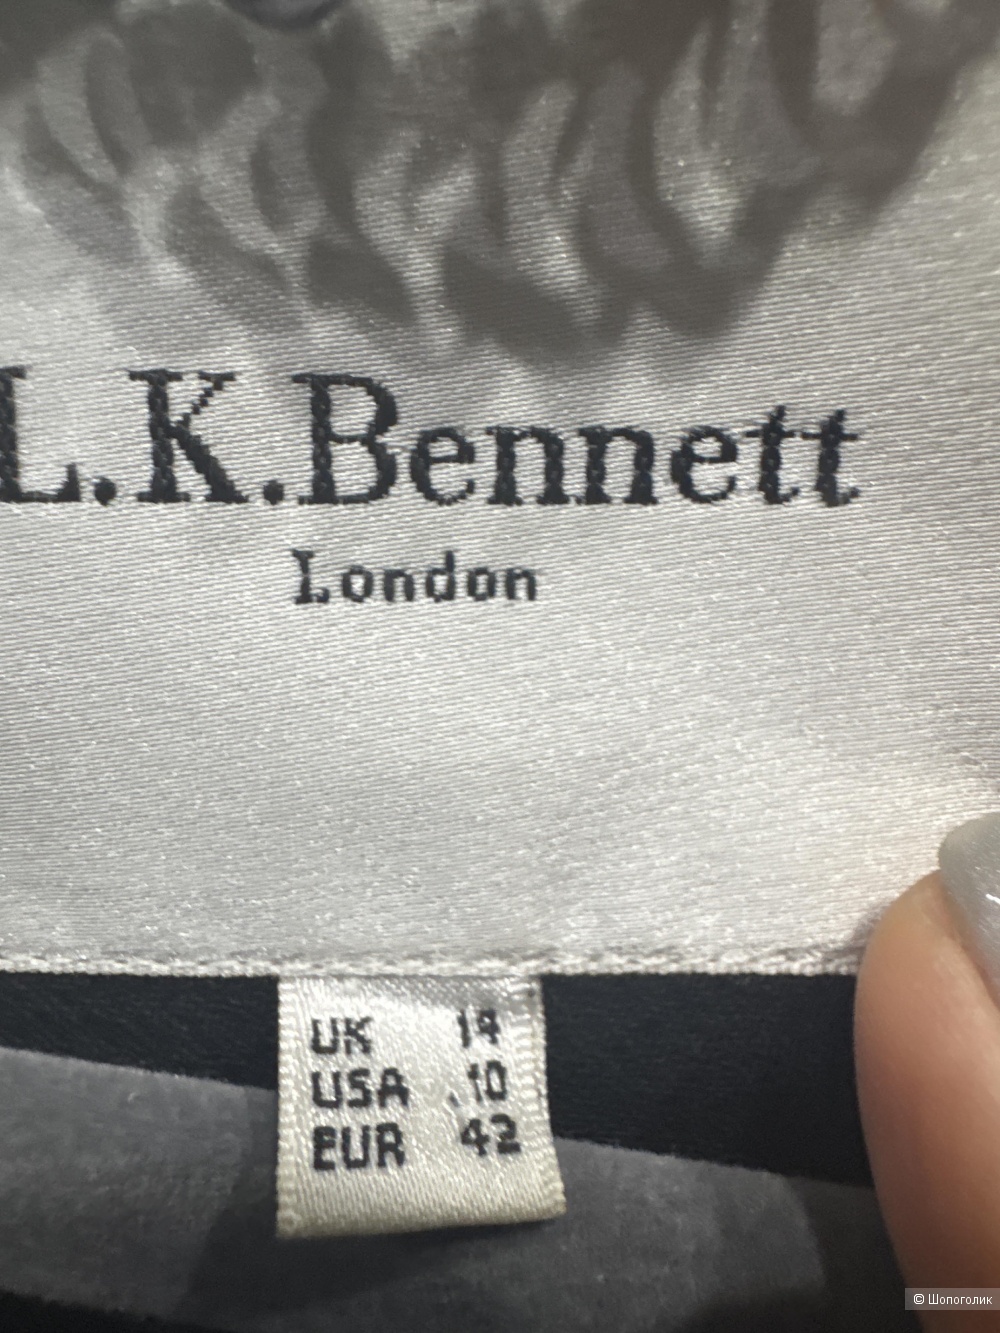 L.K.Bennett
London
UK 14
USA 10
EUR 42
© Шопоголик